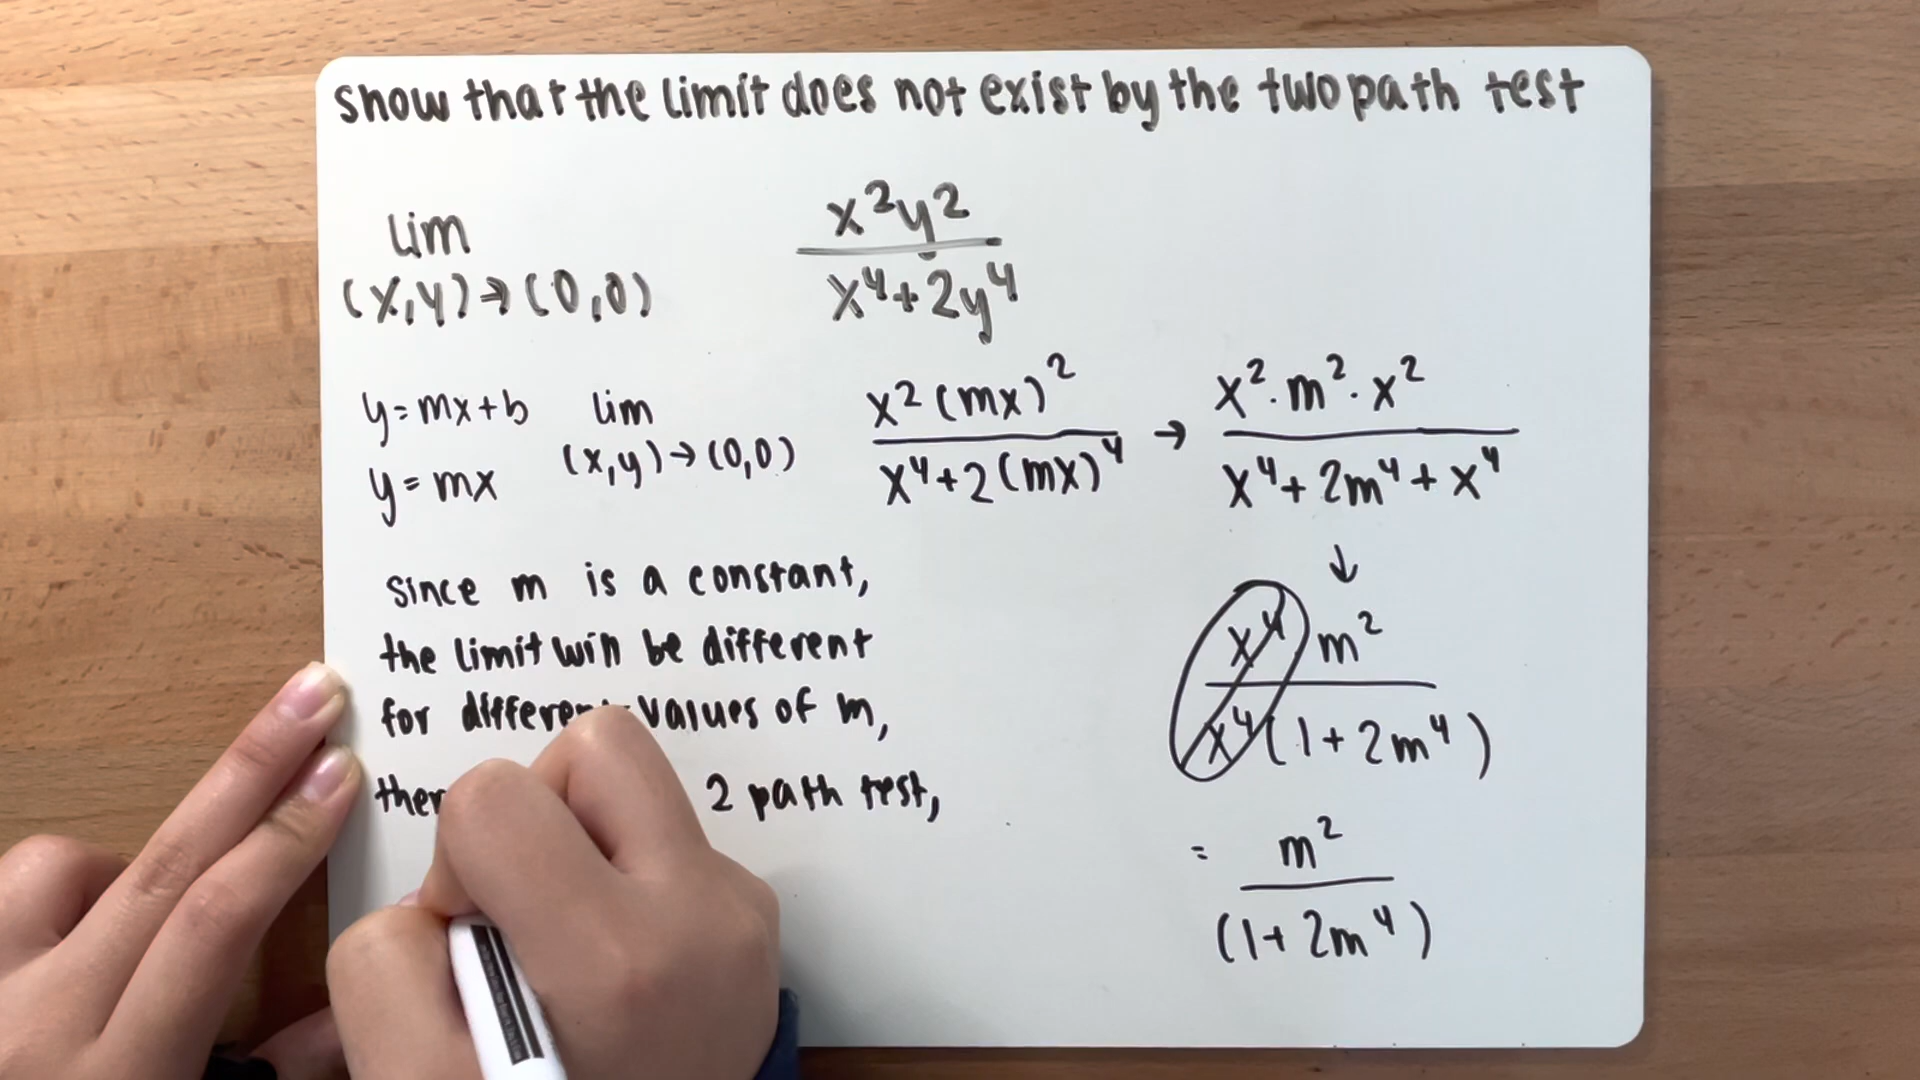 show that the limit does not exist by the two path test
lim
(x,y)→(0,0)
x²y²
x⁴+2y⁴
y=mx+b
y=mx
lim
(x,y)→(0,0)
x²(mx)²
x⁴+2(mx)⁴
→
x²·m²·x²
x⁴+2m⁴+x⁴
↓
x⁴ m²
x⁴(1+2m⁴)
= m²
(1+2m⁴)
since m is a constant,
the limit will be different
for different values of m,
2 path test,